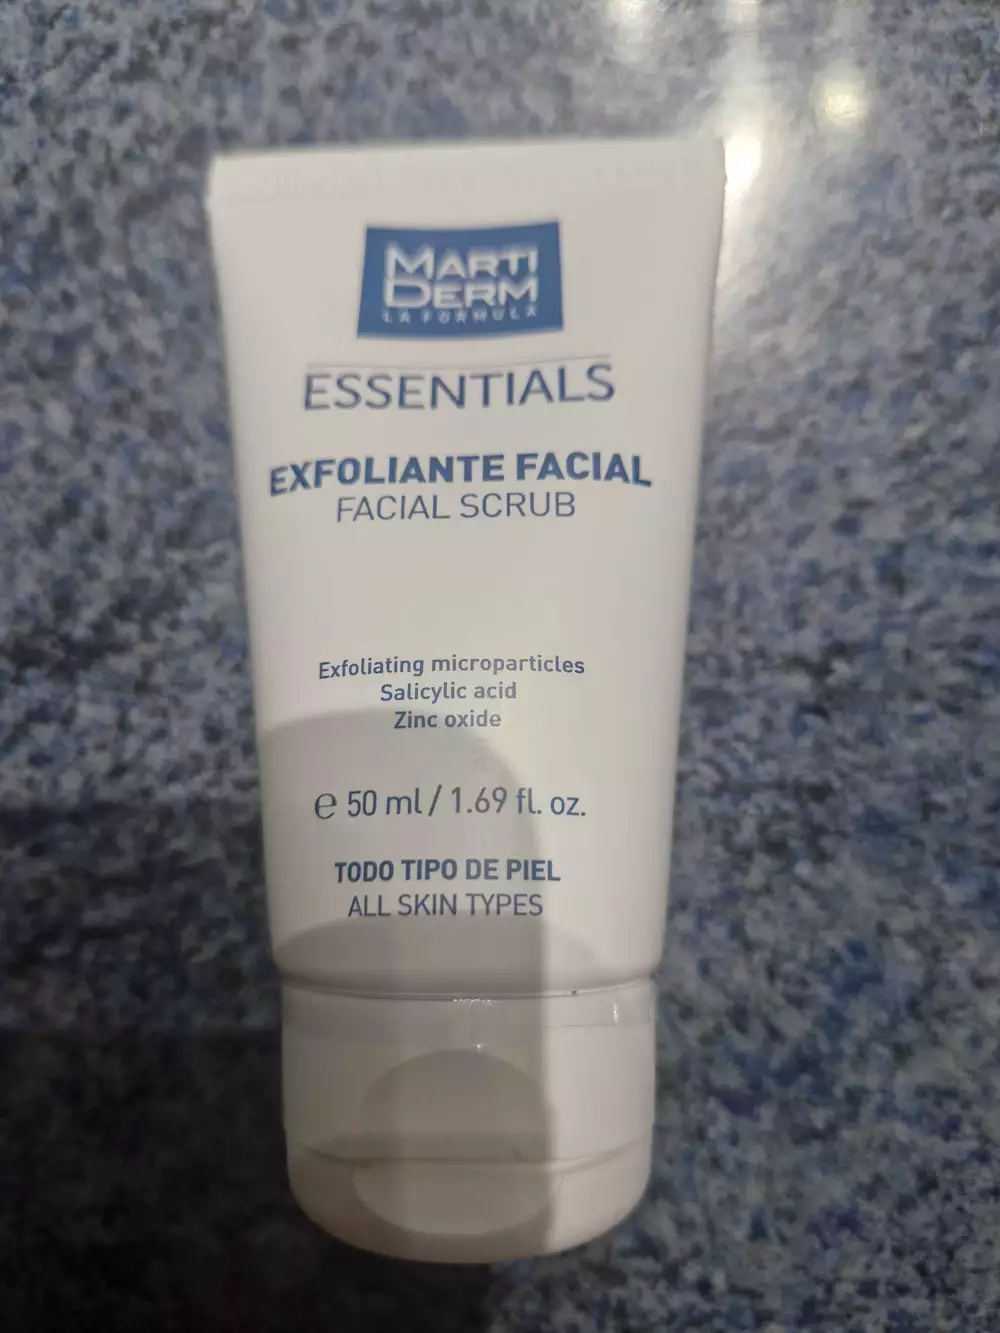 MARTI
DERM
LA FORMULA
ESSENTIALS
EXFOLIANTE FACIAL
FACIAL SCRUB
Exfoliating microparticles
Salicylic acid
Zinc oxide
℮ 50 ml / 1.69 fl. oz.
TODO TIPO DE PIEL
ALL SKIN TYPES